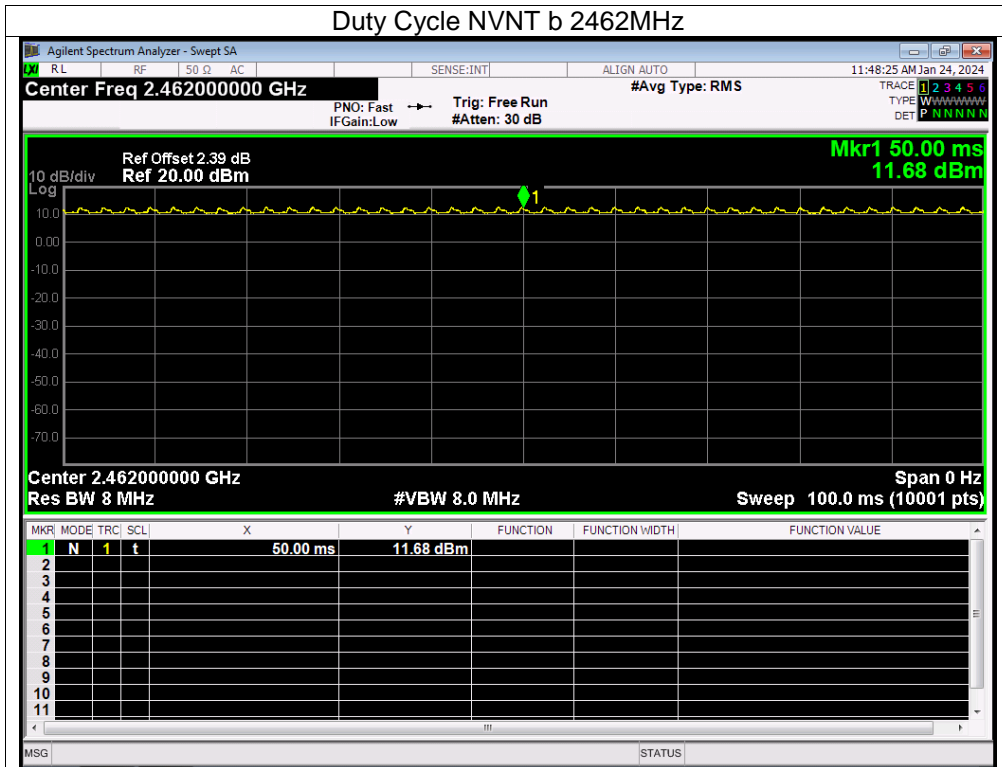 Duty Cycle NVNT b 2462MHz
Agilent Spectrum Analyzer - Swept SA
LXI RL RF 50 Ω AC SENSE:INT ALIGN AUTO 11:48:25 AM Jan 24, 2024
Center Freq 2.462000000 GHz #Avg Type: RMS TRACE 1 2 3 4 5 6
PNO: Fast Trig: Free Run TYPE WWWWWW
IFGain:Low #Atten: 30 dB DET P N N N N N
Mkr1 50.00 ms
Ref Offset 2.39 dB
10 dB/div Ref 20.00 dBm 11.68 dBm
Log
1
10.0
0.00
-10.0
-20.0
-30.0
-40.0
-50.0
-60.0
-70.0
Center 2.462000000 GHz Span 0 Hz
Res BW 8 MHz #VBW 8.0 MHz Sweep 100.0 ms (10001 pts)
MKR MODE TRC SCL X Y FUNCTION FUNCTION WIDTH FUNCTION VALUE
1 N 1 t 50.00 ms 11.68 dBm
2
3
4
5
6
7
8
9
10
11
MSG STATUS